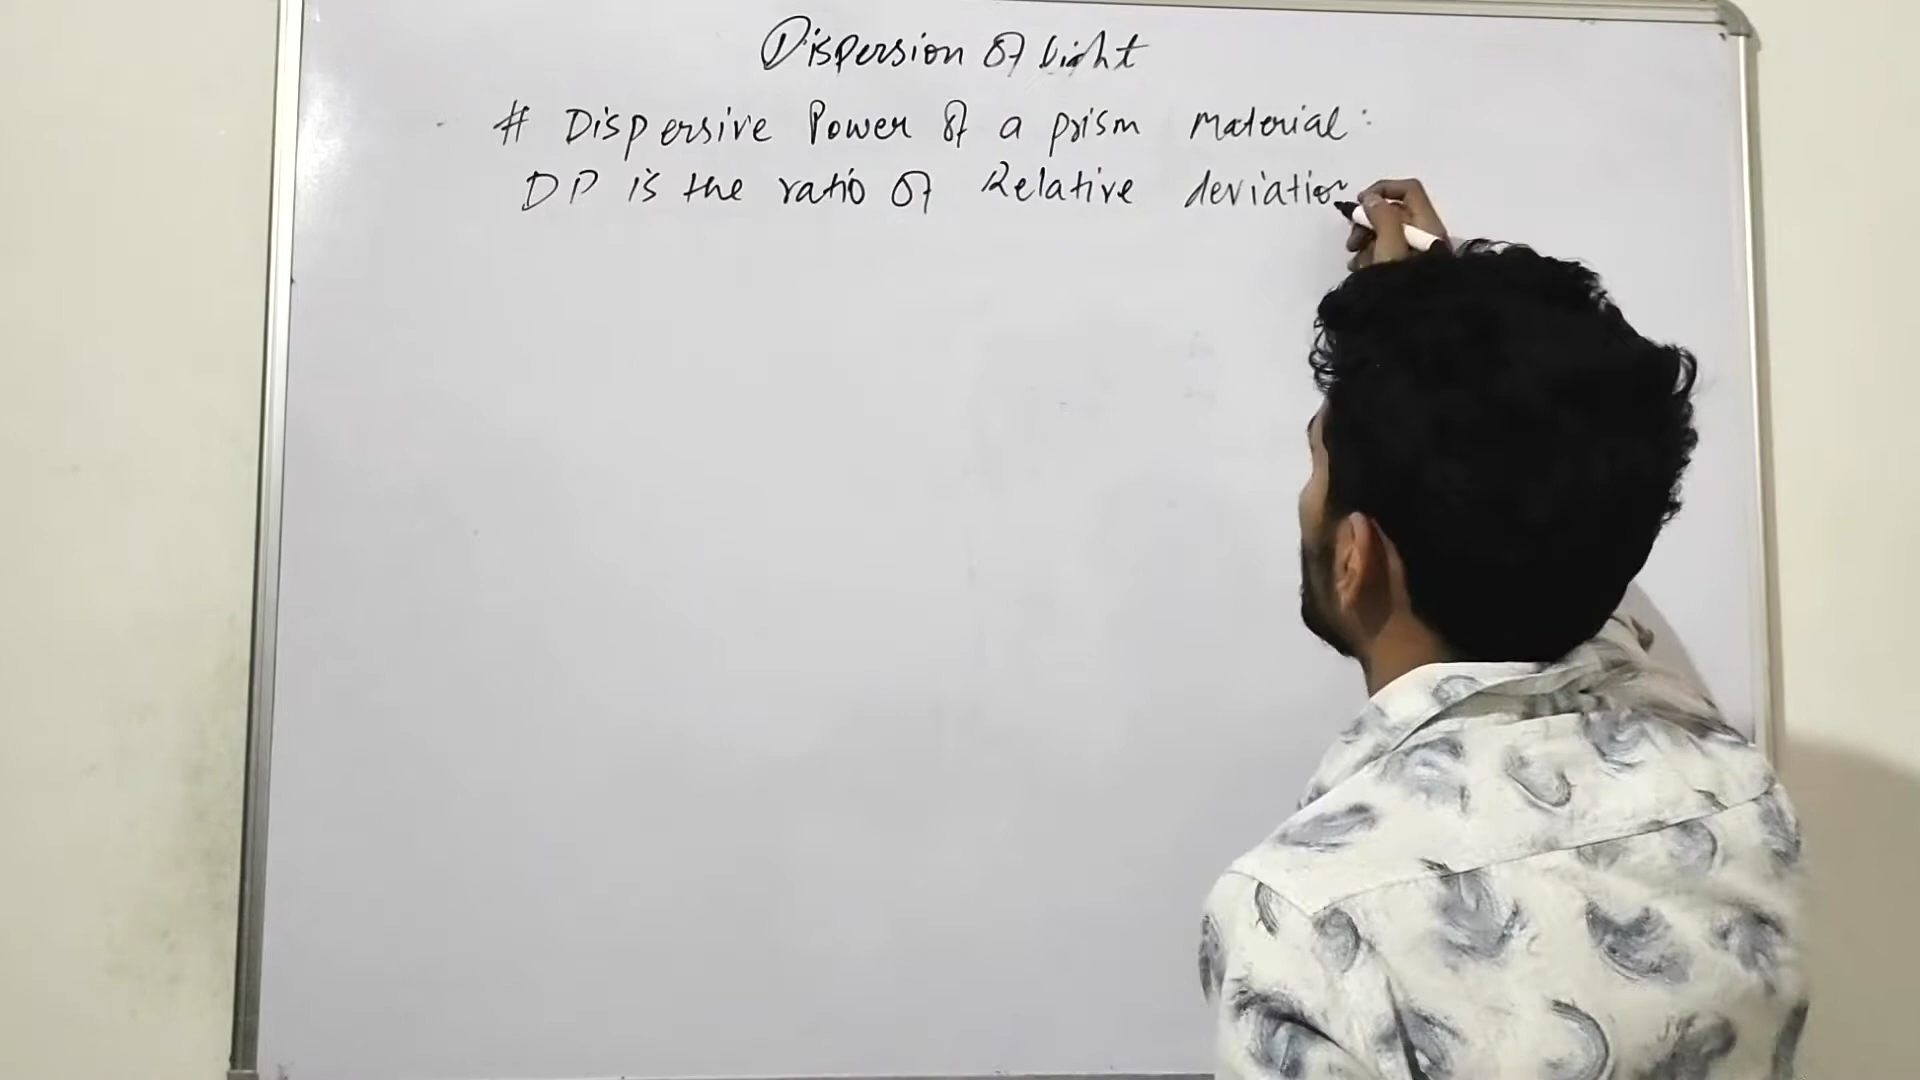 Dispersion of light
# Dispersive Power of a prism material:
DP is the ratio of Relative deviation